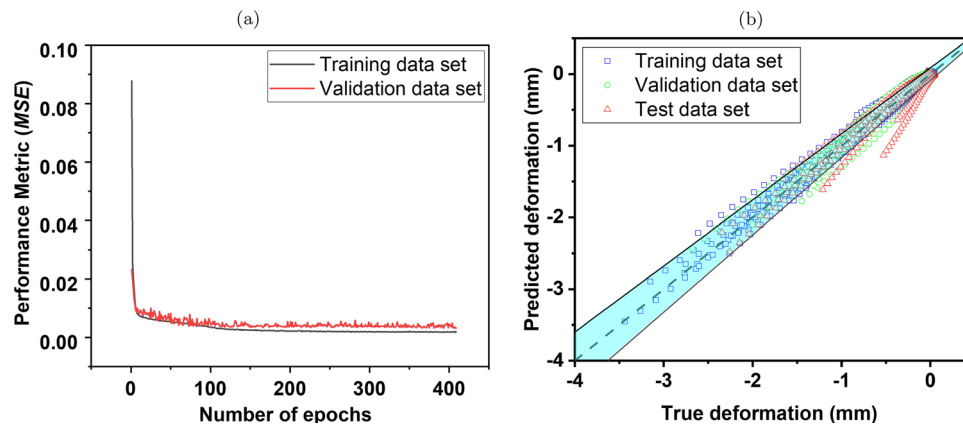 (a)
0.10
0.08
0.06
0.04
0.02
0.00
Performance Metric (MSE)
Training data set
Validation data set
0
100
200
300
400
Number of epochs
(b)
0
-1
-2
-3
-4
Predicted deformation (mm)
Training data set
Validation data set
Test data set
-4
-3
-2
-1
0
True deformation (mm)